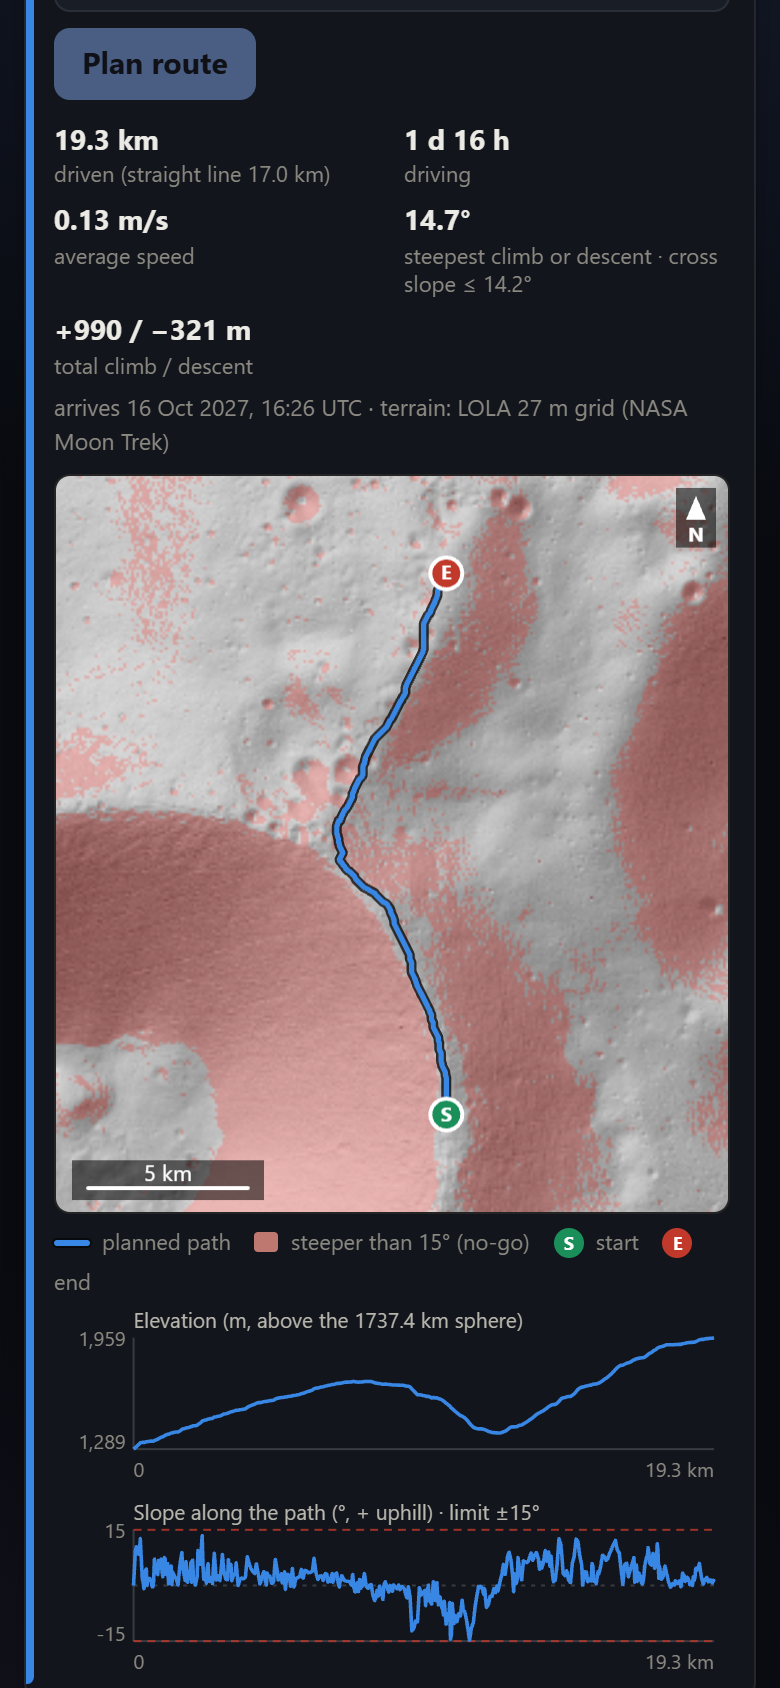 Plan route
19.3 km
driven (straight line 17.0 km)
1 d 16 h
driving
0.13 m/s
average speed
14.7°
steepest climb or descent · cross
slope ≤ 14.2°
+990 / −321 m
total climb / descent
arrives 16 Oct 2027, 16:26 UTC · terrain: LOLA 27 m grid (NASA
Moon Trek)
N
E
S
5 km
planned path
steeper than 15° (no-go)
S start
E
end
Elevation (m, above the 1737.4 km sphere)
1,959
1,289
0
19.3 km
Slope along the path (°, + uphill) · limit ±15°
15
-15
0
19.3 km